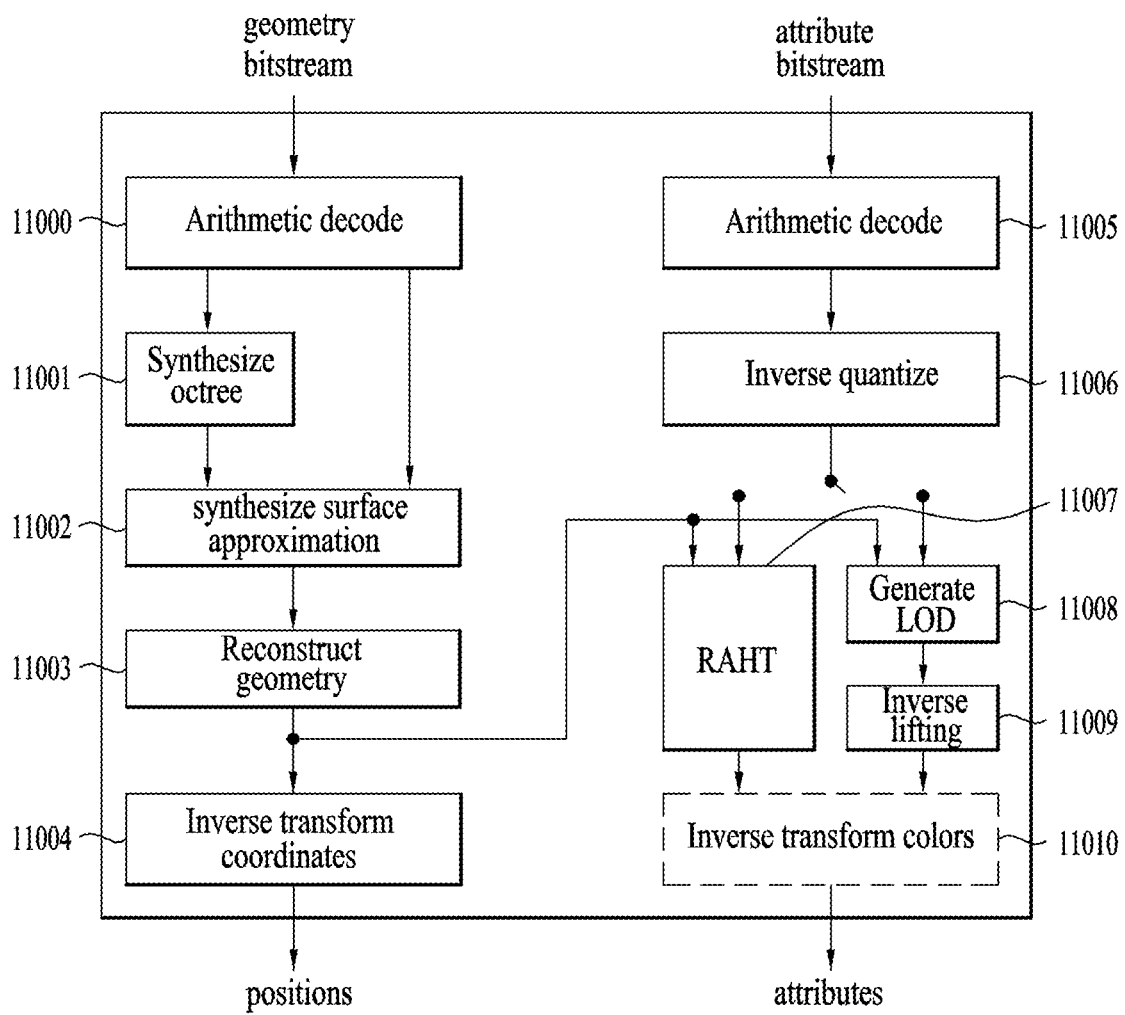 geometry
bitstream
attribute
bitstream
11000
Arithmetic decode
Arithmetic decode
11005
11001
Synthesize
octree
Inverse quantize
11006
11002
synthesize surface
approximation
11007
Generate
LOD
11008
11003
Reconstruct
geometry
RAHT
Inverse
lifting
11009
11004
Inverse transform
coordinates
Inverse transform colors
11010
positions
attributes